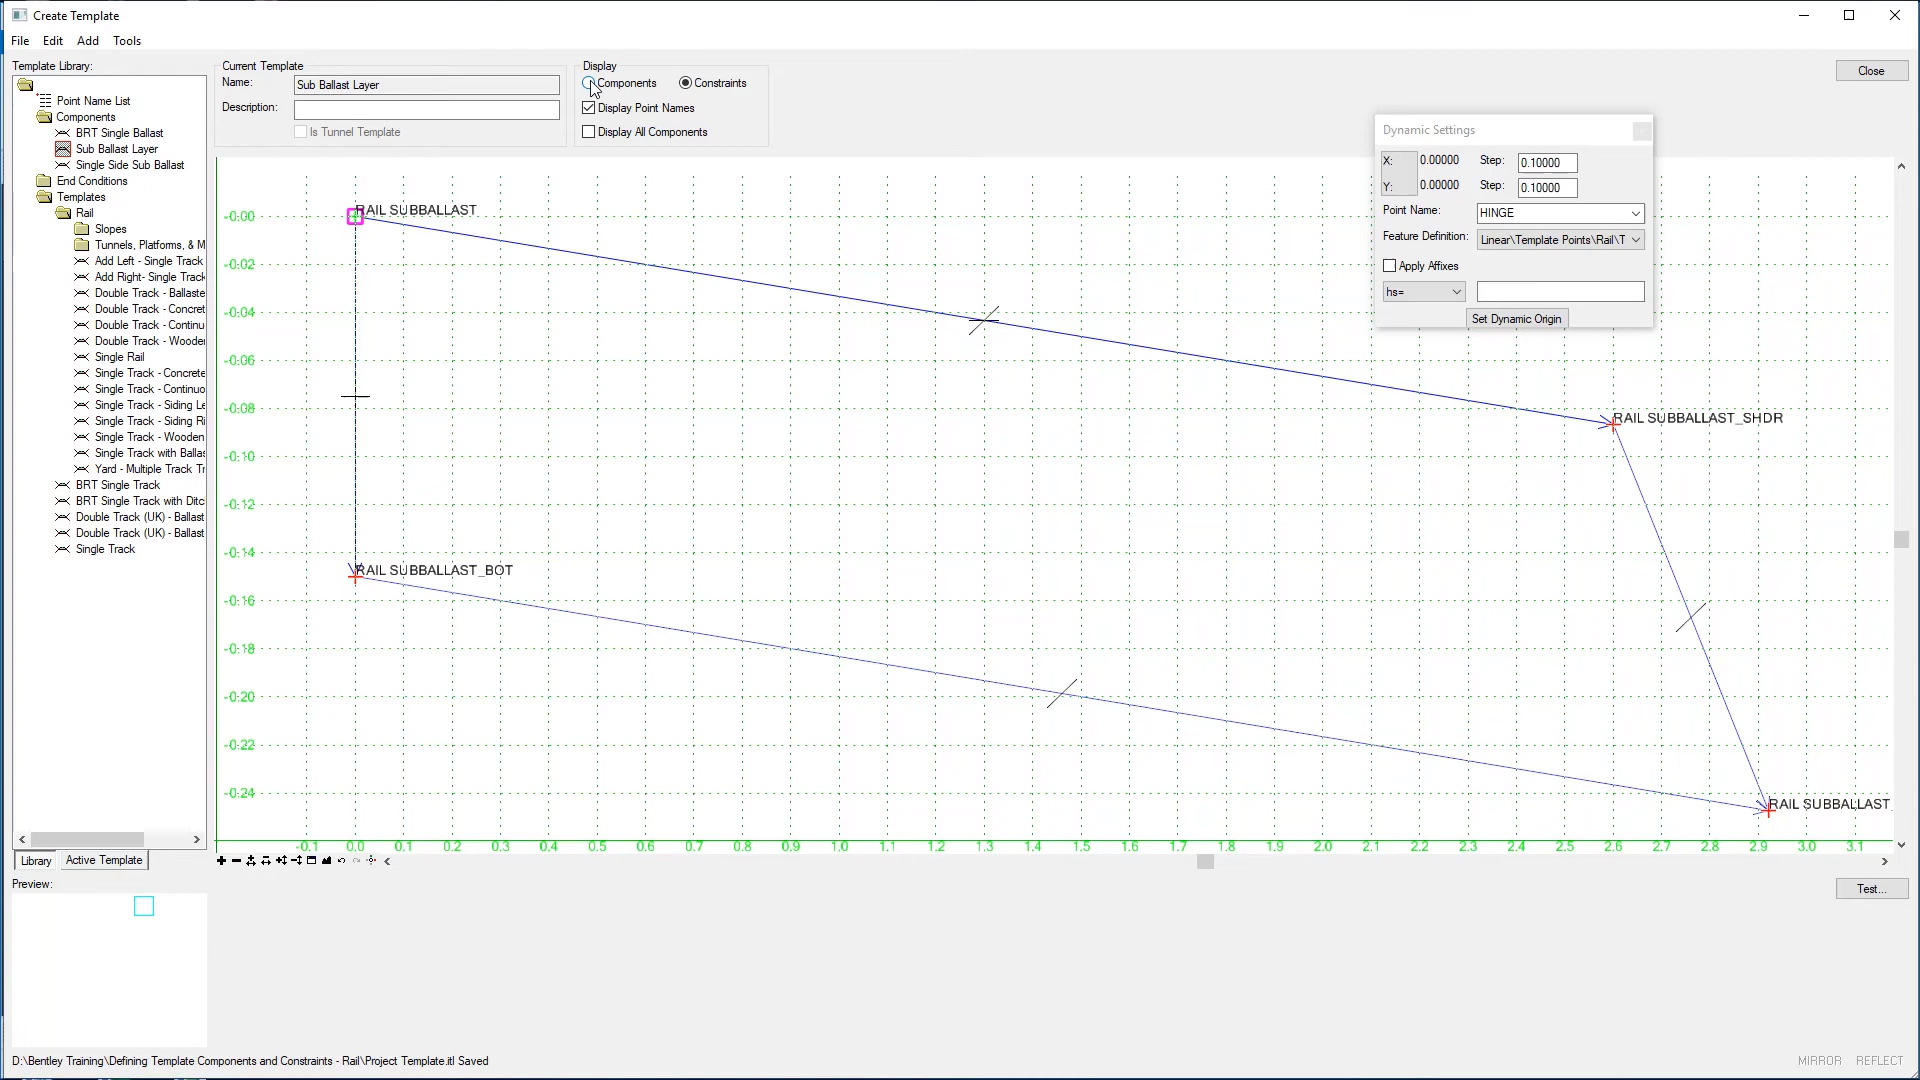 Create Template
File Edit Add Tools
Template Library:
Point Name List
Components
BRT Single Ballast
Sub Ballast Layer
Single Side Sub Ballast
End Conditions
Templates
Rail
Slopes
Tunnels, Platforms, & M
Add Left - Single Track
Add Right- Single Track
Double Track - Ballaste
Double Track - Concret
Double Track - Continu
Double Track - Wooder
Single Rail
Single Track - Concrete
Single Track - Continuo
Single Track - Siding Le
Single Track - Siding Ri
Single Track - Wooden
Single Track with Ballas
Yard - Multiple Track Tr
BRT Single Track
BRT Single Track with Ditc
Double Track (UK) - Ballast
Double Track (UK) - Ballast
Single Track
Library Active Template
Preview:
Current Template
Name: Sub Ballast Layer
Description:
Is Tunnel Template
Display
Components Constraints
Display Point Names
Display All Components
Close
Dynamic Settings
X: 0.00000 Step: 0.10000
Y: 0.00000 Step: 0.10000
Point Name: HINGE
Feature Definition: Linear\Template Points\Rail\T
Apply Affixes
hs=
Set Dynamic Origin
RAIL SUBBALLAST
RAIL SUBBALLAST_SHDR
RAIL SUBBALLAST_BOT
RAIL SUBBALLAST_
-0.00
-0.02
-0.04
-0.06
-0.08
-0.10
-0.12
-0.14
-0.16
-0.18
-0.20
-0.22
-0.24
-0.1 0.0 0.1 0.2 0.3 0.4 0.5 0.6 0.7 0.8 0.9 1.0 1.1 1.2 1.3 1.4 1.5 1.6 1.7 1.8 1.9 2.0 2.1 2.2 2.3 2.4 2.5 2.6 2.7 2.8 2.9 3.0 3.1
Test...
D:\Bentley Training\Defining Template Components and Constraints - Rail\Project Template.itl Saved
MIRROR REFLECT